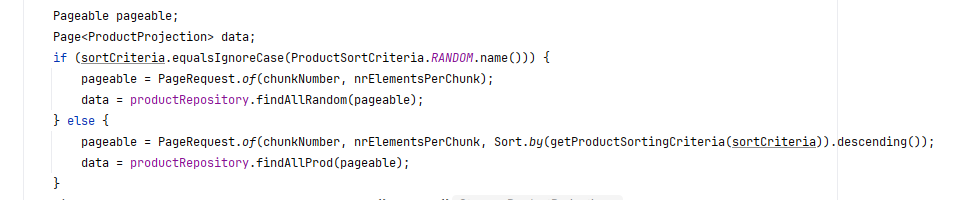 Pageable pageable;
Page<ProductProjection> data;
if (sortCriteria.equalsIgnoreCase(ProductSortCriteria.RANDOM.name())) {
pageable = PageRequest.of(chunkNumber, nrElementsPerChunk);
data = productRepository.findAllRandom(pageable);
} else {
pageable = PageRequest.of(chunkNumber, nrElementsPerChunk, Sort.by(getProductSortingCriteria(sortCriteria)).descending());
data = productRepository.findAllProd(pageable);
}